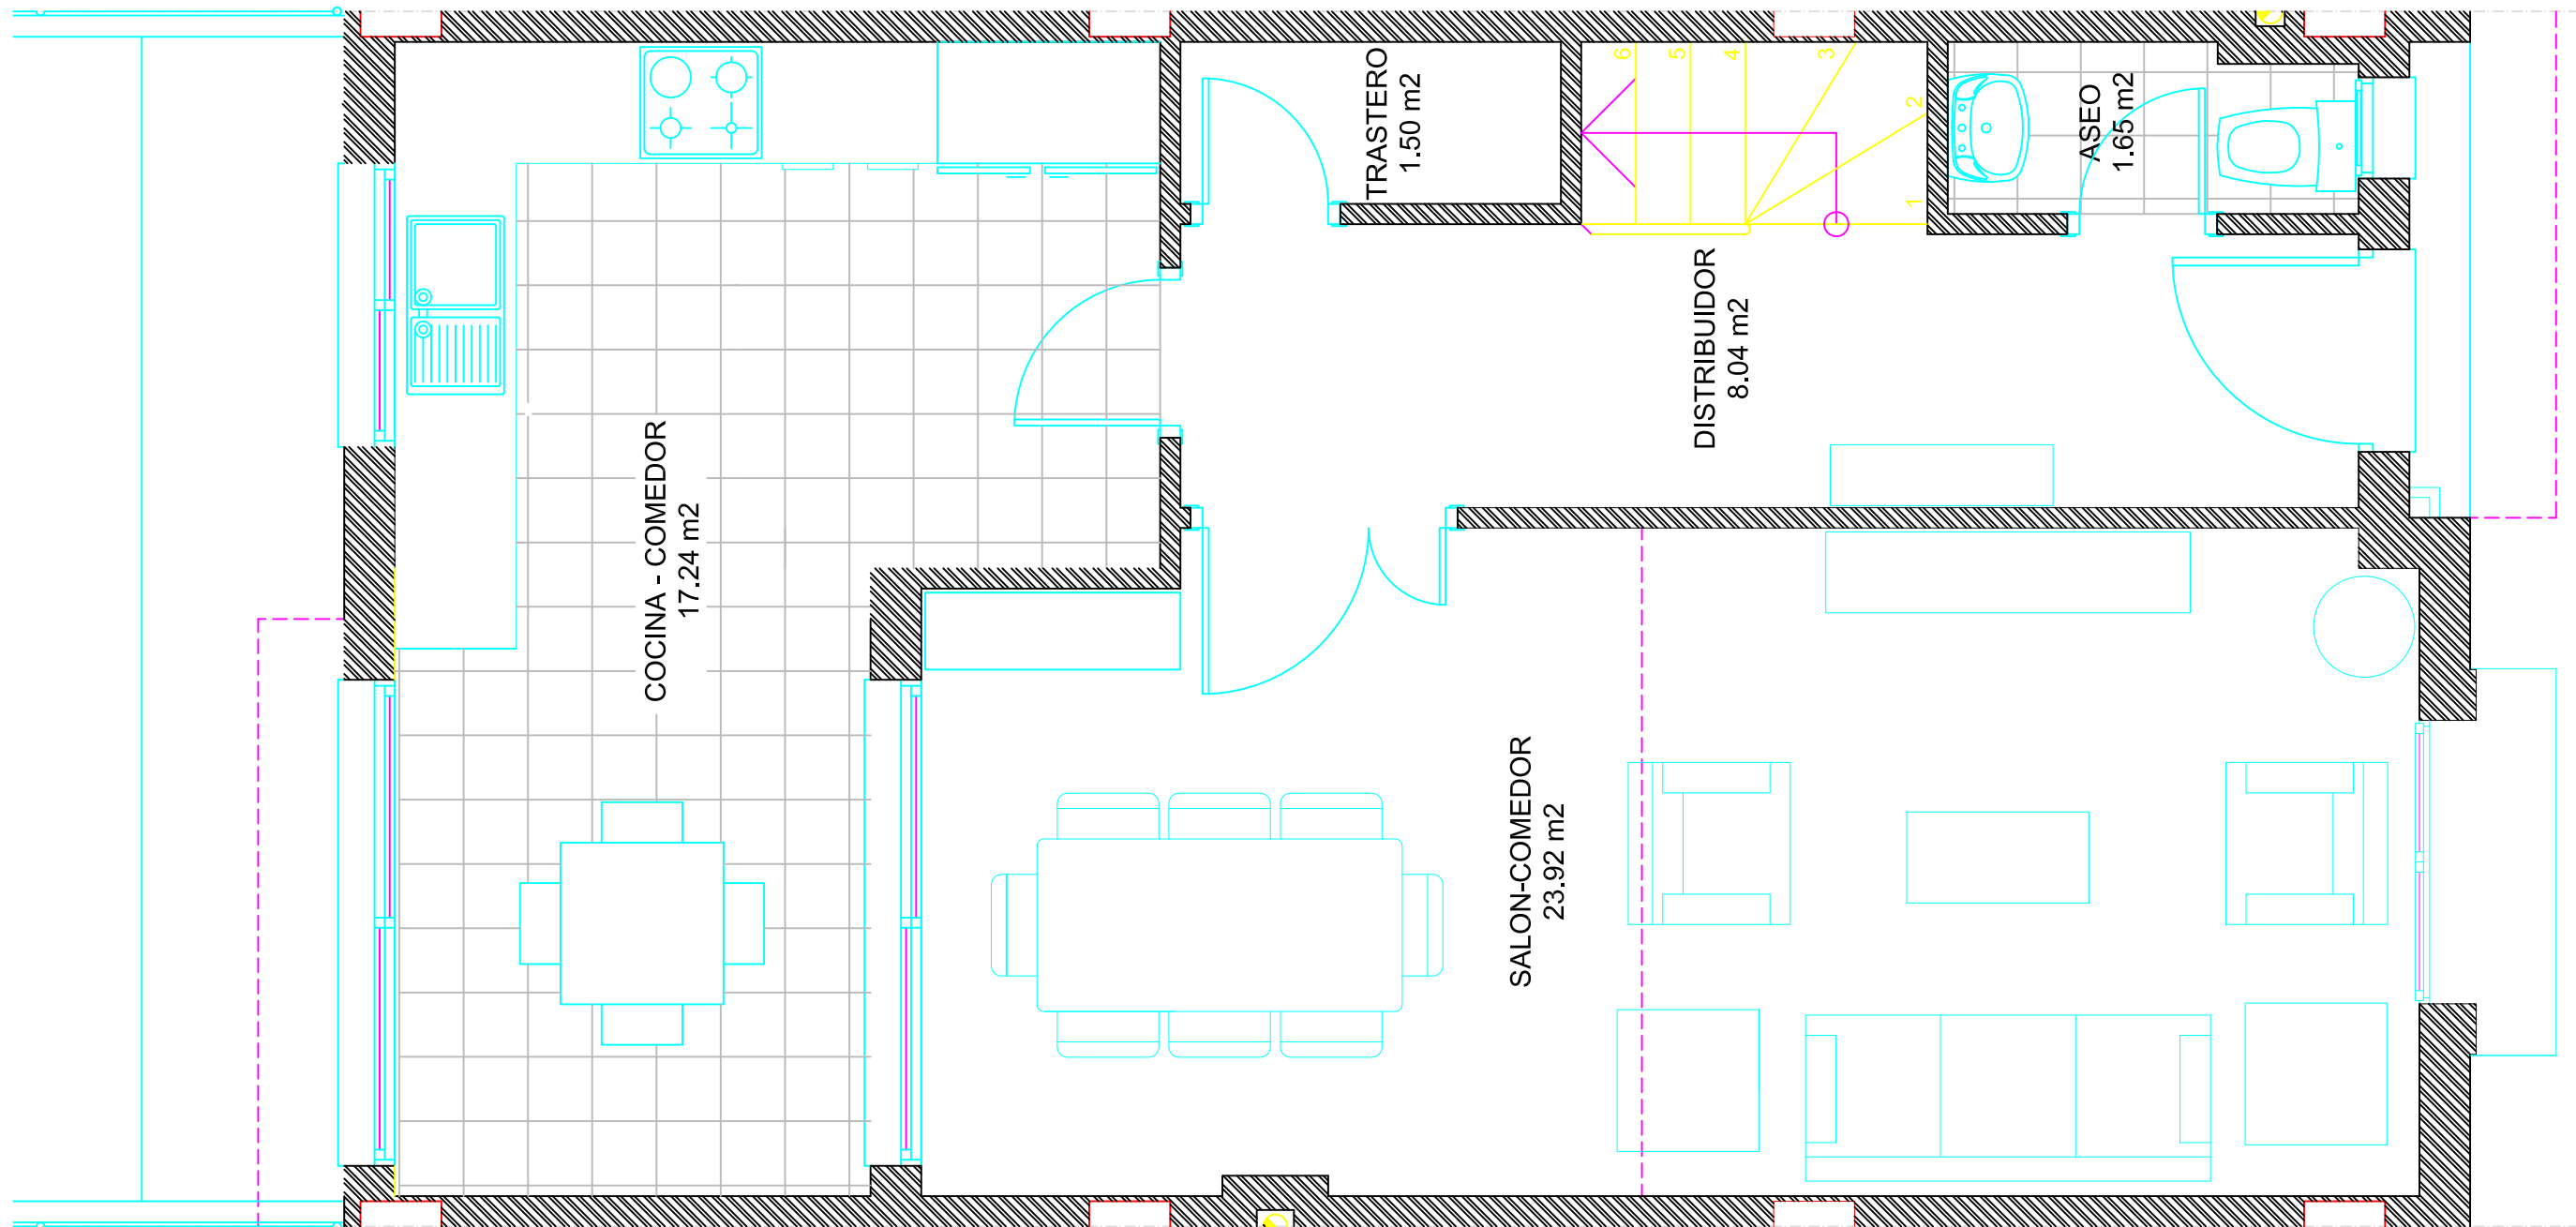 COCINA - COMEDOR
17.24 m2
TRASTERO
1.50 m2
6
5
4
3
2
1
ASEO
1.65 m2
DISTRIBUIDOR
8.04 m2
SALON-COMEDOR
23.92 m2